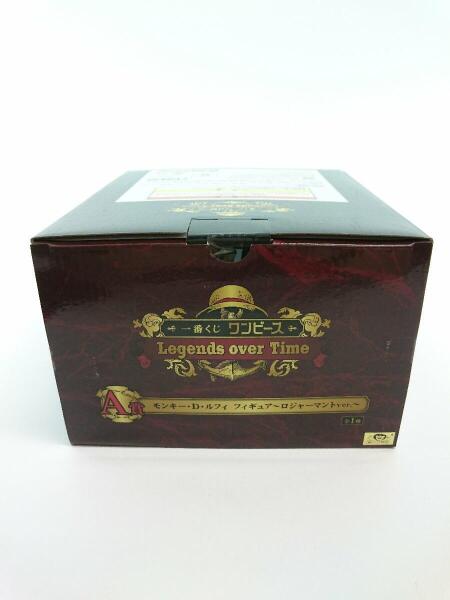 一番くじ ワンピース
Legends over Time
A賞 モンキー・D・ルフィ フィギュア～ロジャーマントver.～
全1種